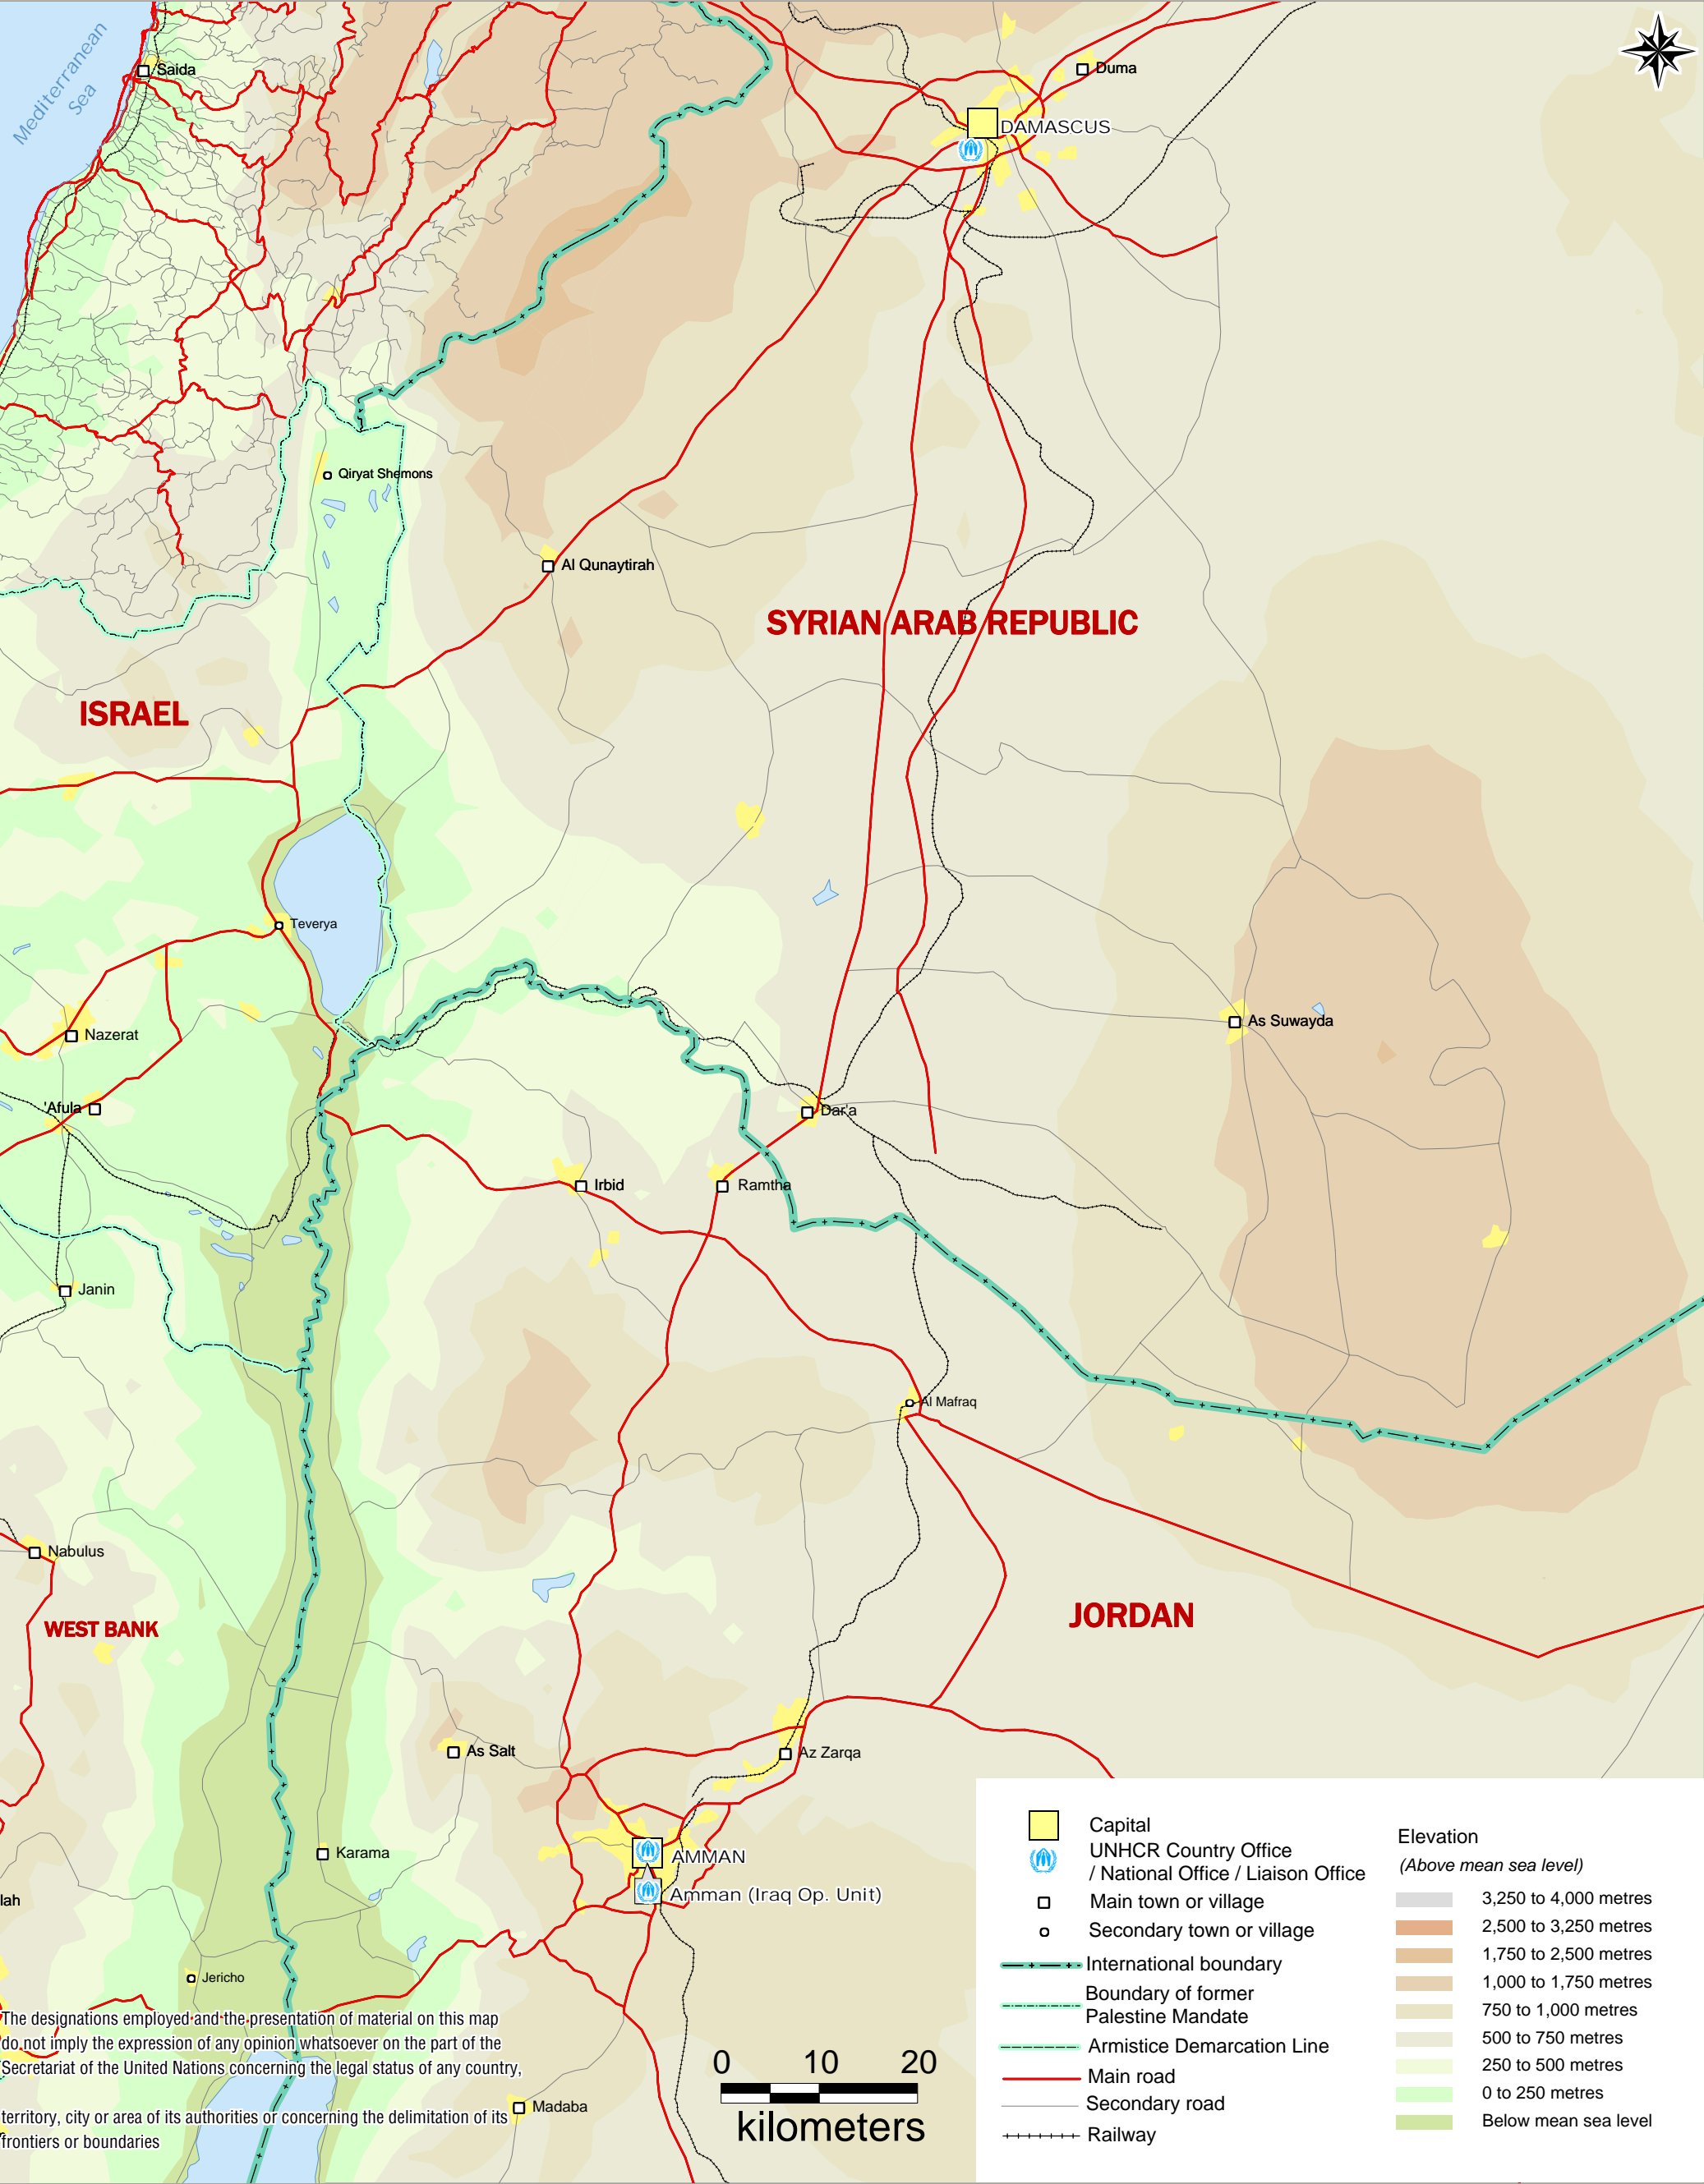 Mediterranean
Sea
Saida
Duma
DAMASCUS
Qiryat Shemons
Al Qunaytirah
SYRIAN ARAB REPUBLIC
ISRAEL
Teverya
Nazerat
As Suwayda
'Afula
Dar'a
Irbid
Ramtha
Janin
Al Mafraq
Nabulus
WEST BANK
JORDAN
As Salt
Az Zarqa
Karama
AMMAN
Amman (Iraq Op. Unit)
lah
Jericho
Madaba
The designations employed and the presentation of material on this map
do not imply the expression of any opinion whatsoever on the part of the
Secretariat of the United Nations concerning the legal status of any country,
territory, city or area of its authorities or concerning the delimitation of its
frontiers or boundaries
0 10 20
kilometers
Capital
UNHCR Country Office
/ National Office / Liaison Office
Main town or village
Secondary town or village
International boundary
Boundary of former
Palestine Mandate
Armistice Demarcation Line
Main road
Secondary road
Railway
Elevation
(Above mean sea level)
3,250 to 4,000 metres
2,500 to 3,250 metres
1,750 to 2,500 metres
1,000 to 1,750 metres
750 to 1,000 metres
500 to 750 metres
250 to 500 metres
0 to 250 metres
Below mean sea level